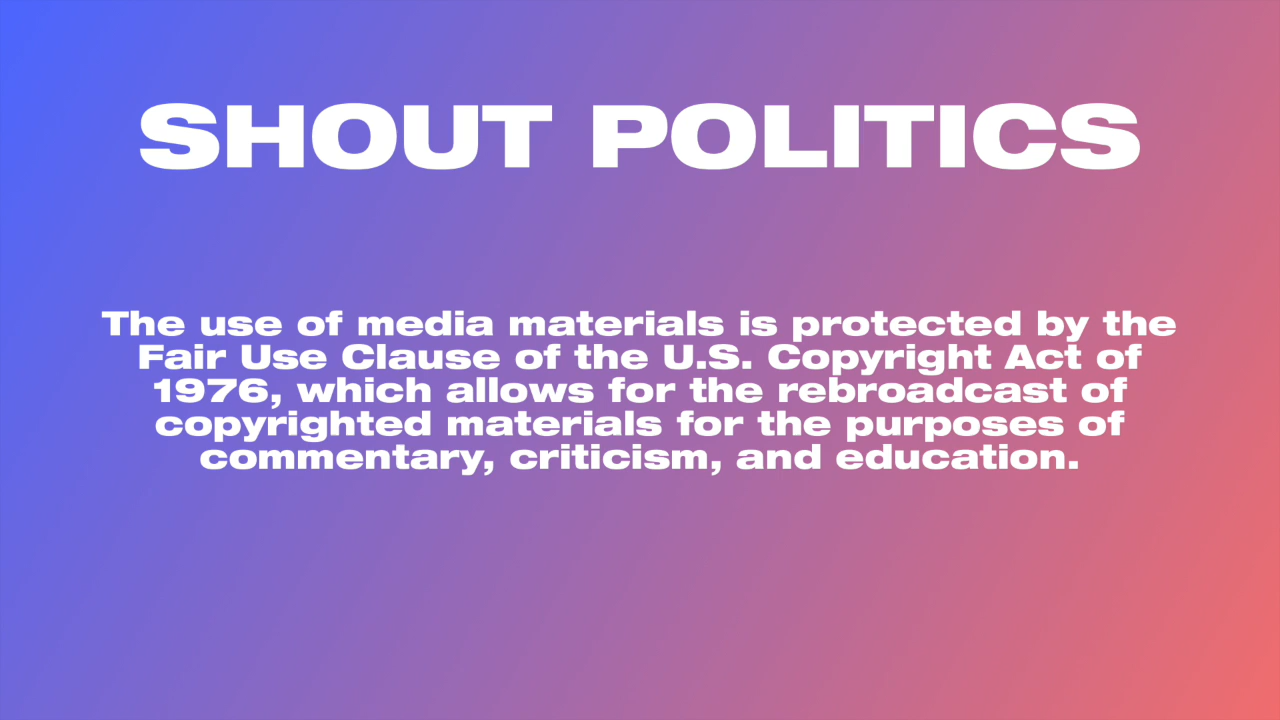 SHOUT POLITICS
The use of media materials is protected by the
Fair Use Clause of the U.S. Copyright Act of
1976, which allows for the rebroadcast of
copyrighted materials for the purposes of
commentary, criticism, and education.